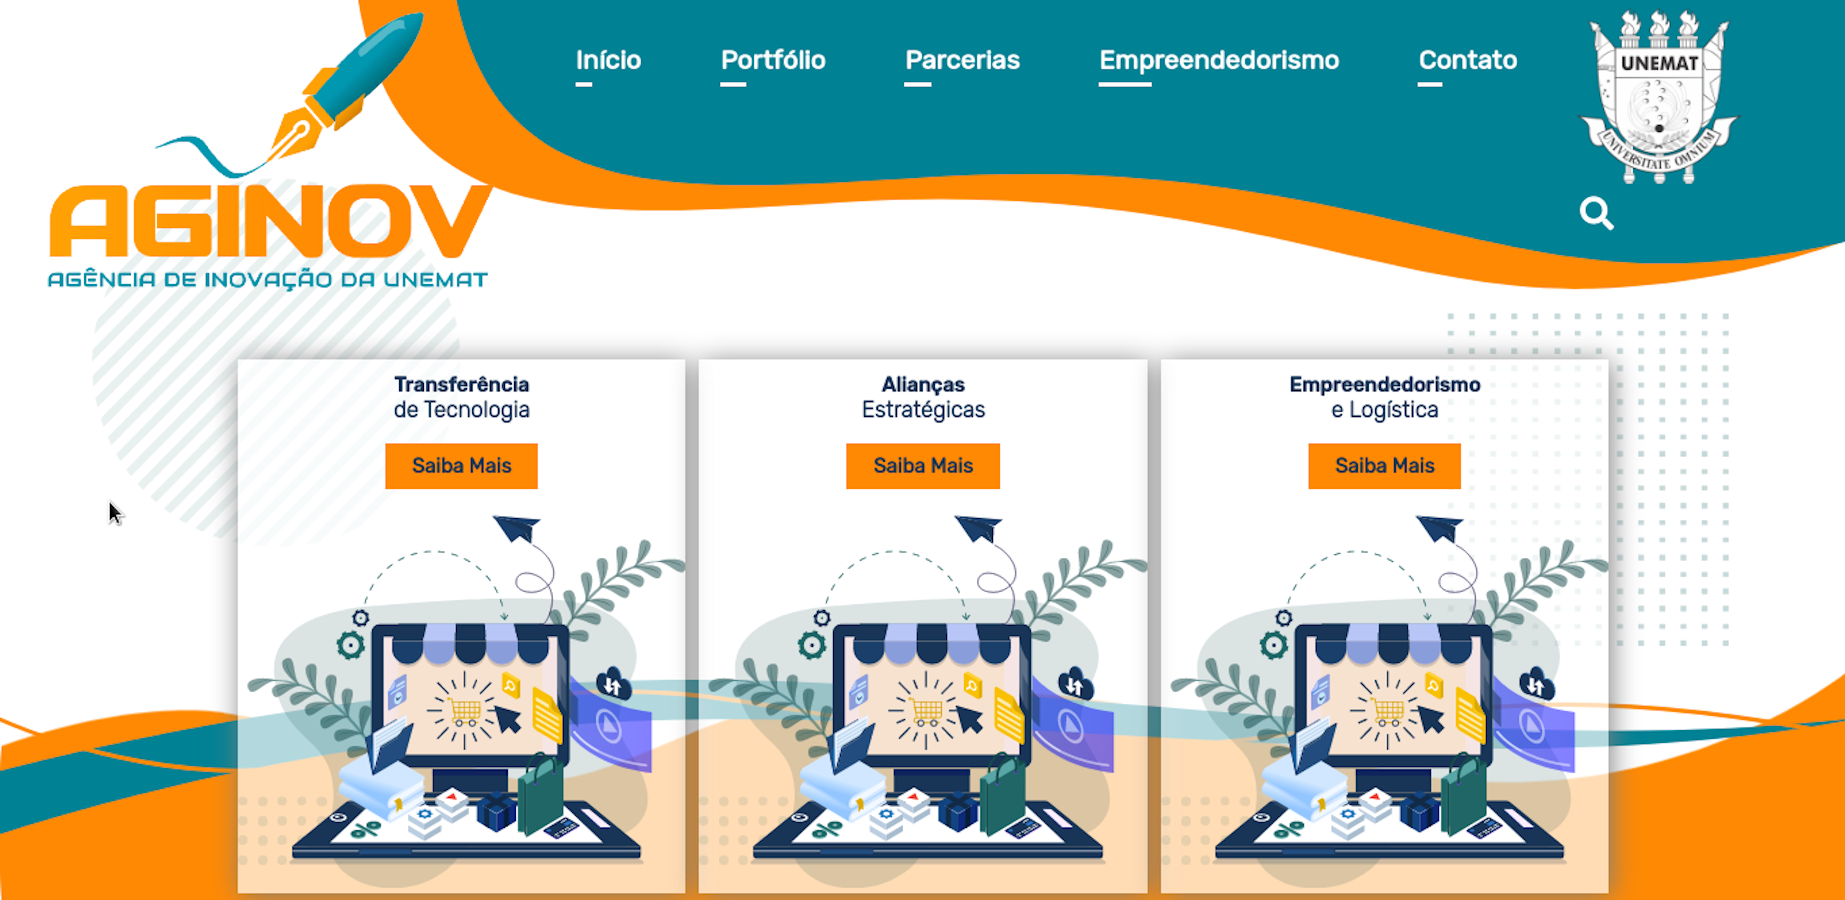 Início
Portfólio
Parcerias
Empreendedorismo
Contato
UNEMAT
UNIVERSITATE OMNIUM
AGINOV
AGÊNCIA DE INOVAÇÃO DA UNEMAT
Transferência
de Tecnologia
Saiba Mais
Alianças
Estratégicas
Saiba Mais
Empreendedorismo
e Logística
Saiba Mais